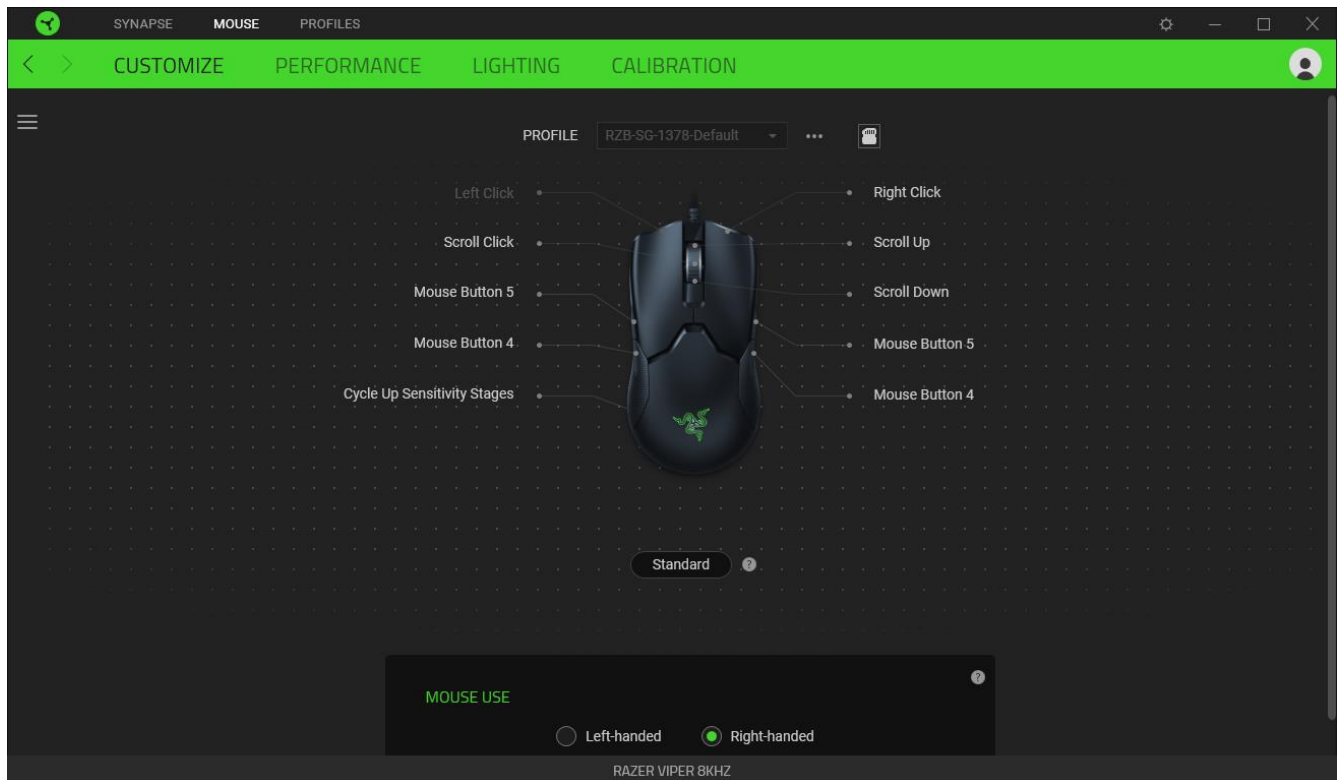 SYNAPSE MOUSE PROFILES
CUSTOMIZE PERFORMANCE LIGHTING CALIBRATION
PROFILE RZB-SG-1378-Default
Left Click Right Click
Scroll Click Scroll Up
Mouse Button 5 Scroll Down
Mouse Button 4 Mouse Button 5
Cycle Up Sensitivity Stages Mouse Button 4
Standard ?
?
MOUSE USE
Left-handed Right-handed
RAZER VIPER 8KHZ